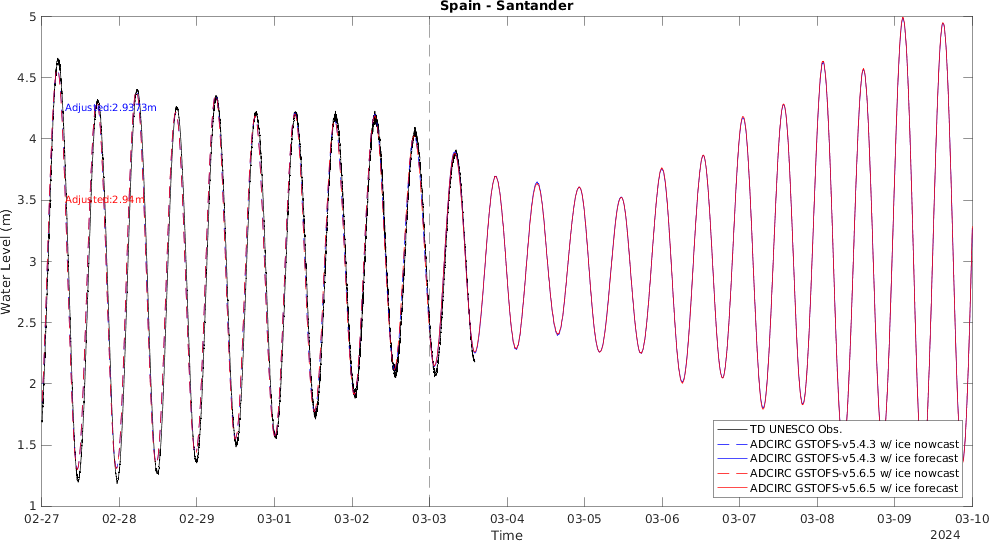 Spain - Santander
5
4.5
4
3.5
3
2.5
2
1.5
1
Water Level (m)
Adjusted:2.9373m
Adjusted:2.94m
TD UNESCO Obs.
ADCIRC GSTOFS-v5.4.3 w/ ice nowcast
ADCIRC GSTOFS-v5.4.3 w/ ice forecast
ADCIRC GSTOFS-v5.6.5 w/ ice nowcast
ADCIRC GSTOFS-v5.6.5 w/ ice forecast
02-27 02-28 02-29 03-01 03-02 03-03 03-04 03-05 03-06 03-07 03-08 03-09 03-10
Time
2024